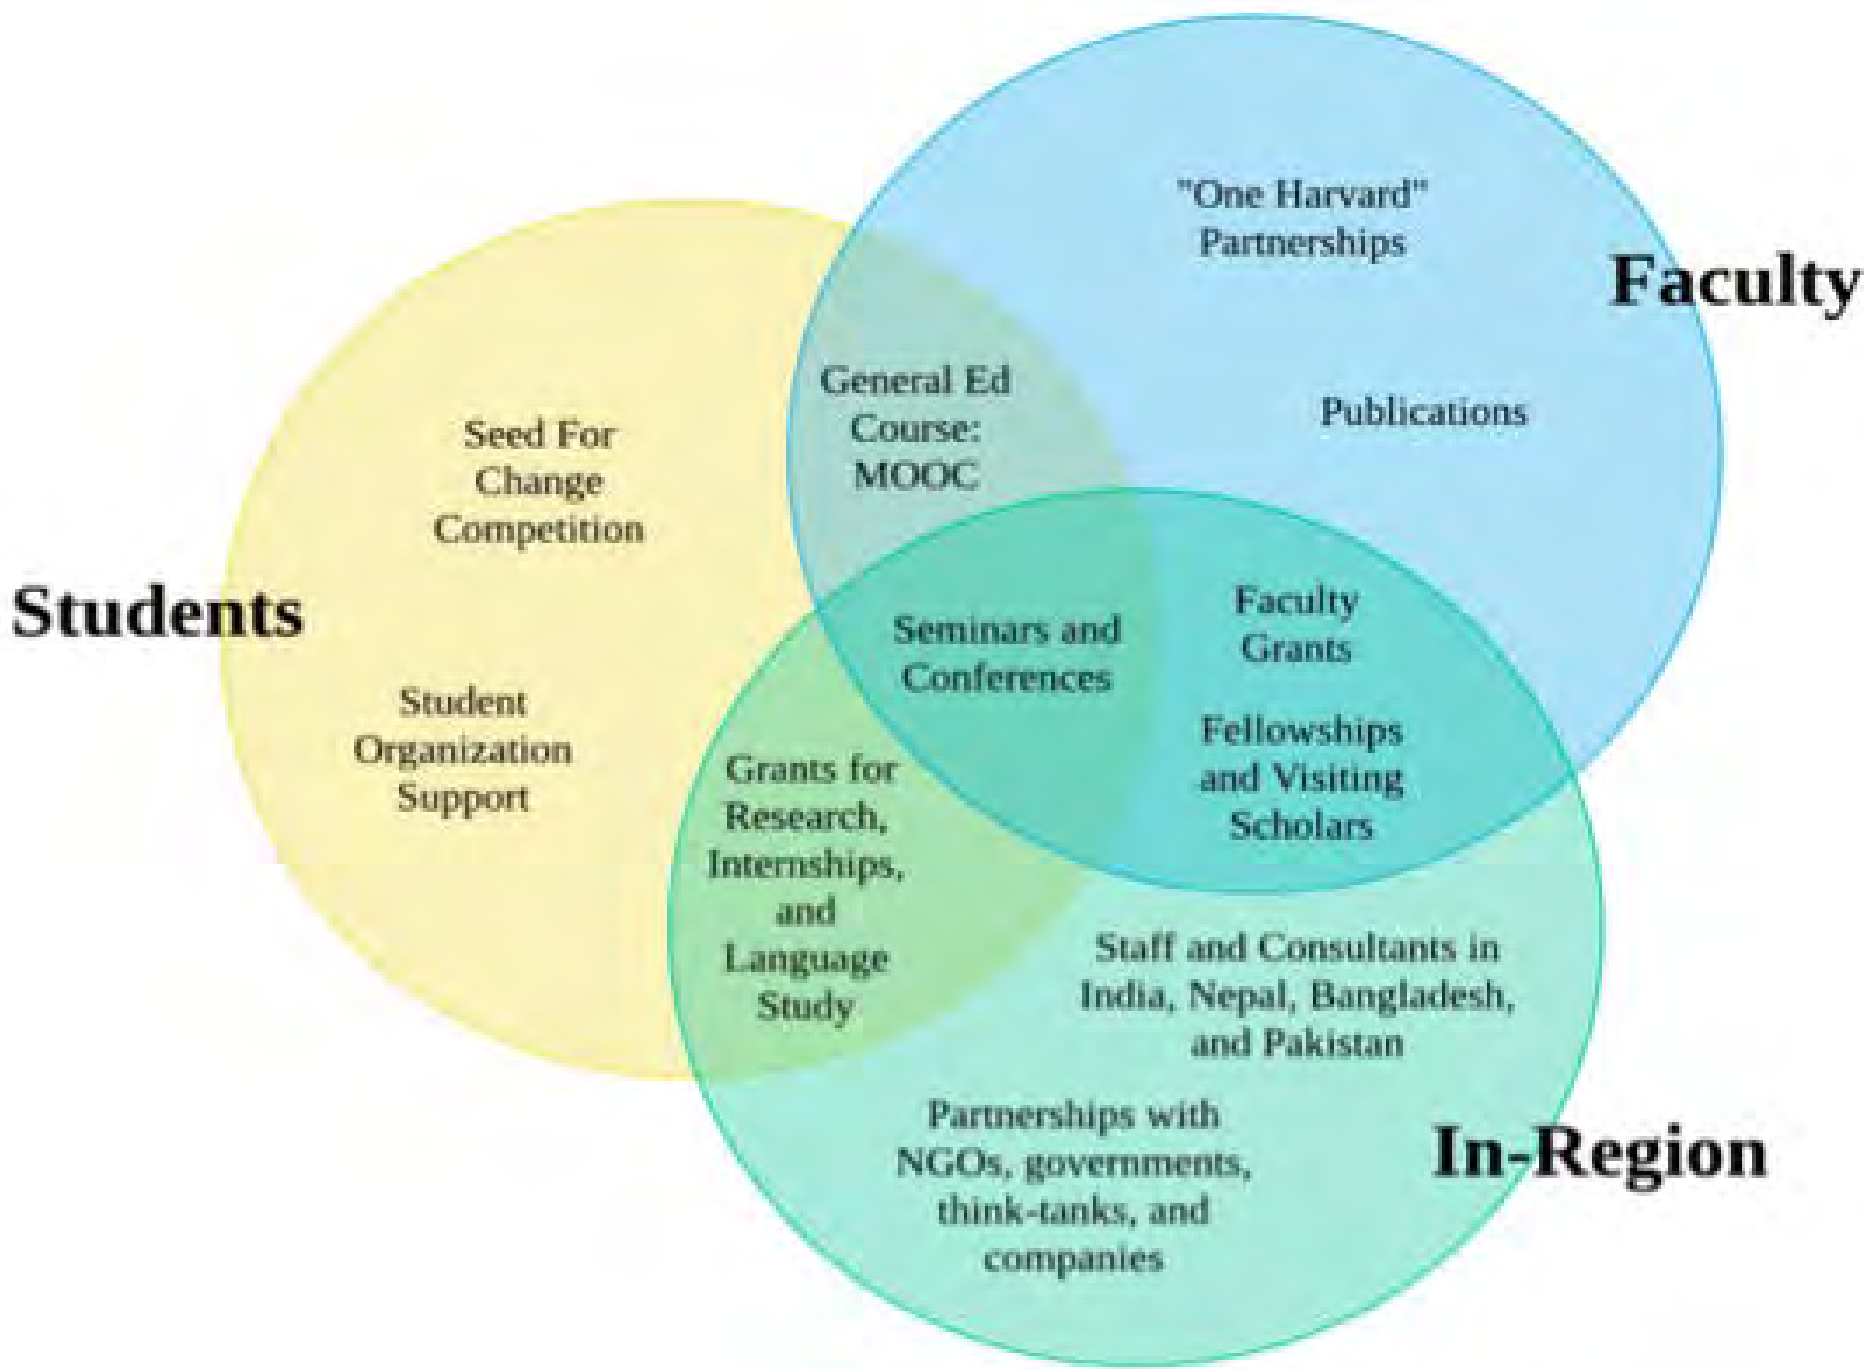 "One Harvard"
Partnerships
Faculty
Publications
General Ed
Course:
MOOC
Seed For
Change
Competition
Students
Student
Organization
Support
Seminars and
Conferences
Faculty
Grants
Fellowships
and Visiting
Scholars
Grants for
Research,
Internships,
and
Language
Study
Staff and Consultants in
India, Nepal, Bangladesh,
and Pakistan
In-Region
Partnerships with
NGOs, governments,
think-tanks, and
companies